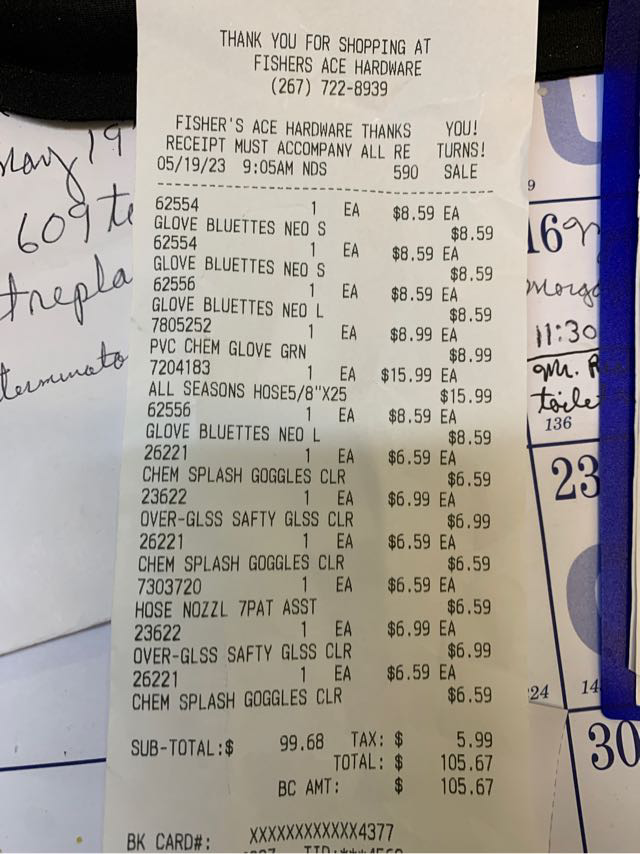 THANK YOU FOR SHOPPING AT
FISHERS ACE HARDWARE
(267) 722-8939
FISHER'S ACE HARDWARE THANKS YOU!
RECEIPT MUST ACCOMPANY ALL RE TURNS!
05/19/23 9:05AM NDS 590 SALE
62554 1 EA $8.59 EA
GLOVE BLUETTES NEO S $8.59
62554 1 EA $8.59 EA
GLOVE BLUETTES NEO S $8.59
62556 1 EA $8.59 EA
GLOVE BLUETTES NEO L $8.59
7805252 1 EA $8.99 EA
PVC CHEM GLOVE GRN $8.99
7204183 1 EA $15.99 EA
ALL SEASONS HOSE5/8"X25 $15.99
62556 1 EA $8.59 EA
GLOVE BLUETTES NEO L $8.59
26221 1 EA $6.59 EA
CHEM SPLASH GOGGLES CLR $6.59
23622 1 EA $6.99 EA
OVER-GLSS SAFTY GLSS CLR $6.99
26221 1 EA $6.59 EA
CHEM SPLASH GOGGLES CLR $6.59
7303720 1 EA $6.59 EA
HOSE NOZZL 7PAT ASST $6.59
23622 1 EA $6.99 EA
OVER-GLSS SAFTY GLSS CLR $6.99
26221 1 EA $6.59 EA
CHEM SPLASH GOGGLES CLR $6.59
SUB-TOTAL:$ 99.68 TAX: $ 5.99
TOTAL: $ 105.67
BC AMT: $ 105.67
BK CARD#: XXXXXXXXXXXX4377
May 19
609 te
9
16
11:30
toile
136
23
24
14
30